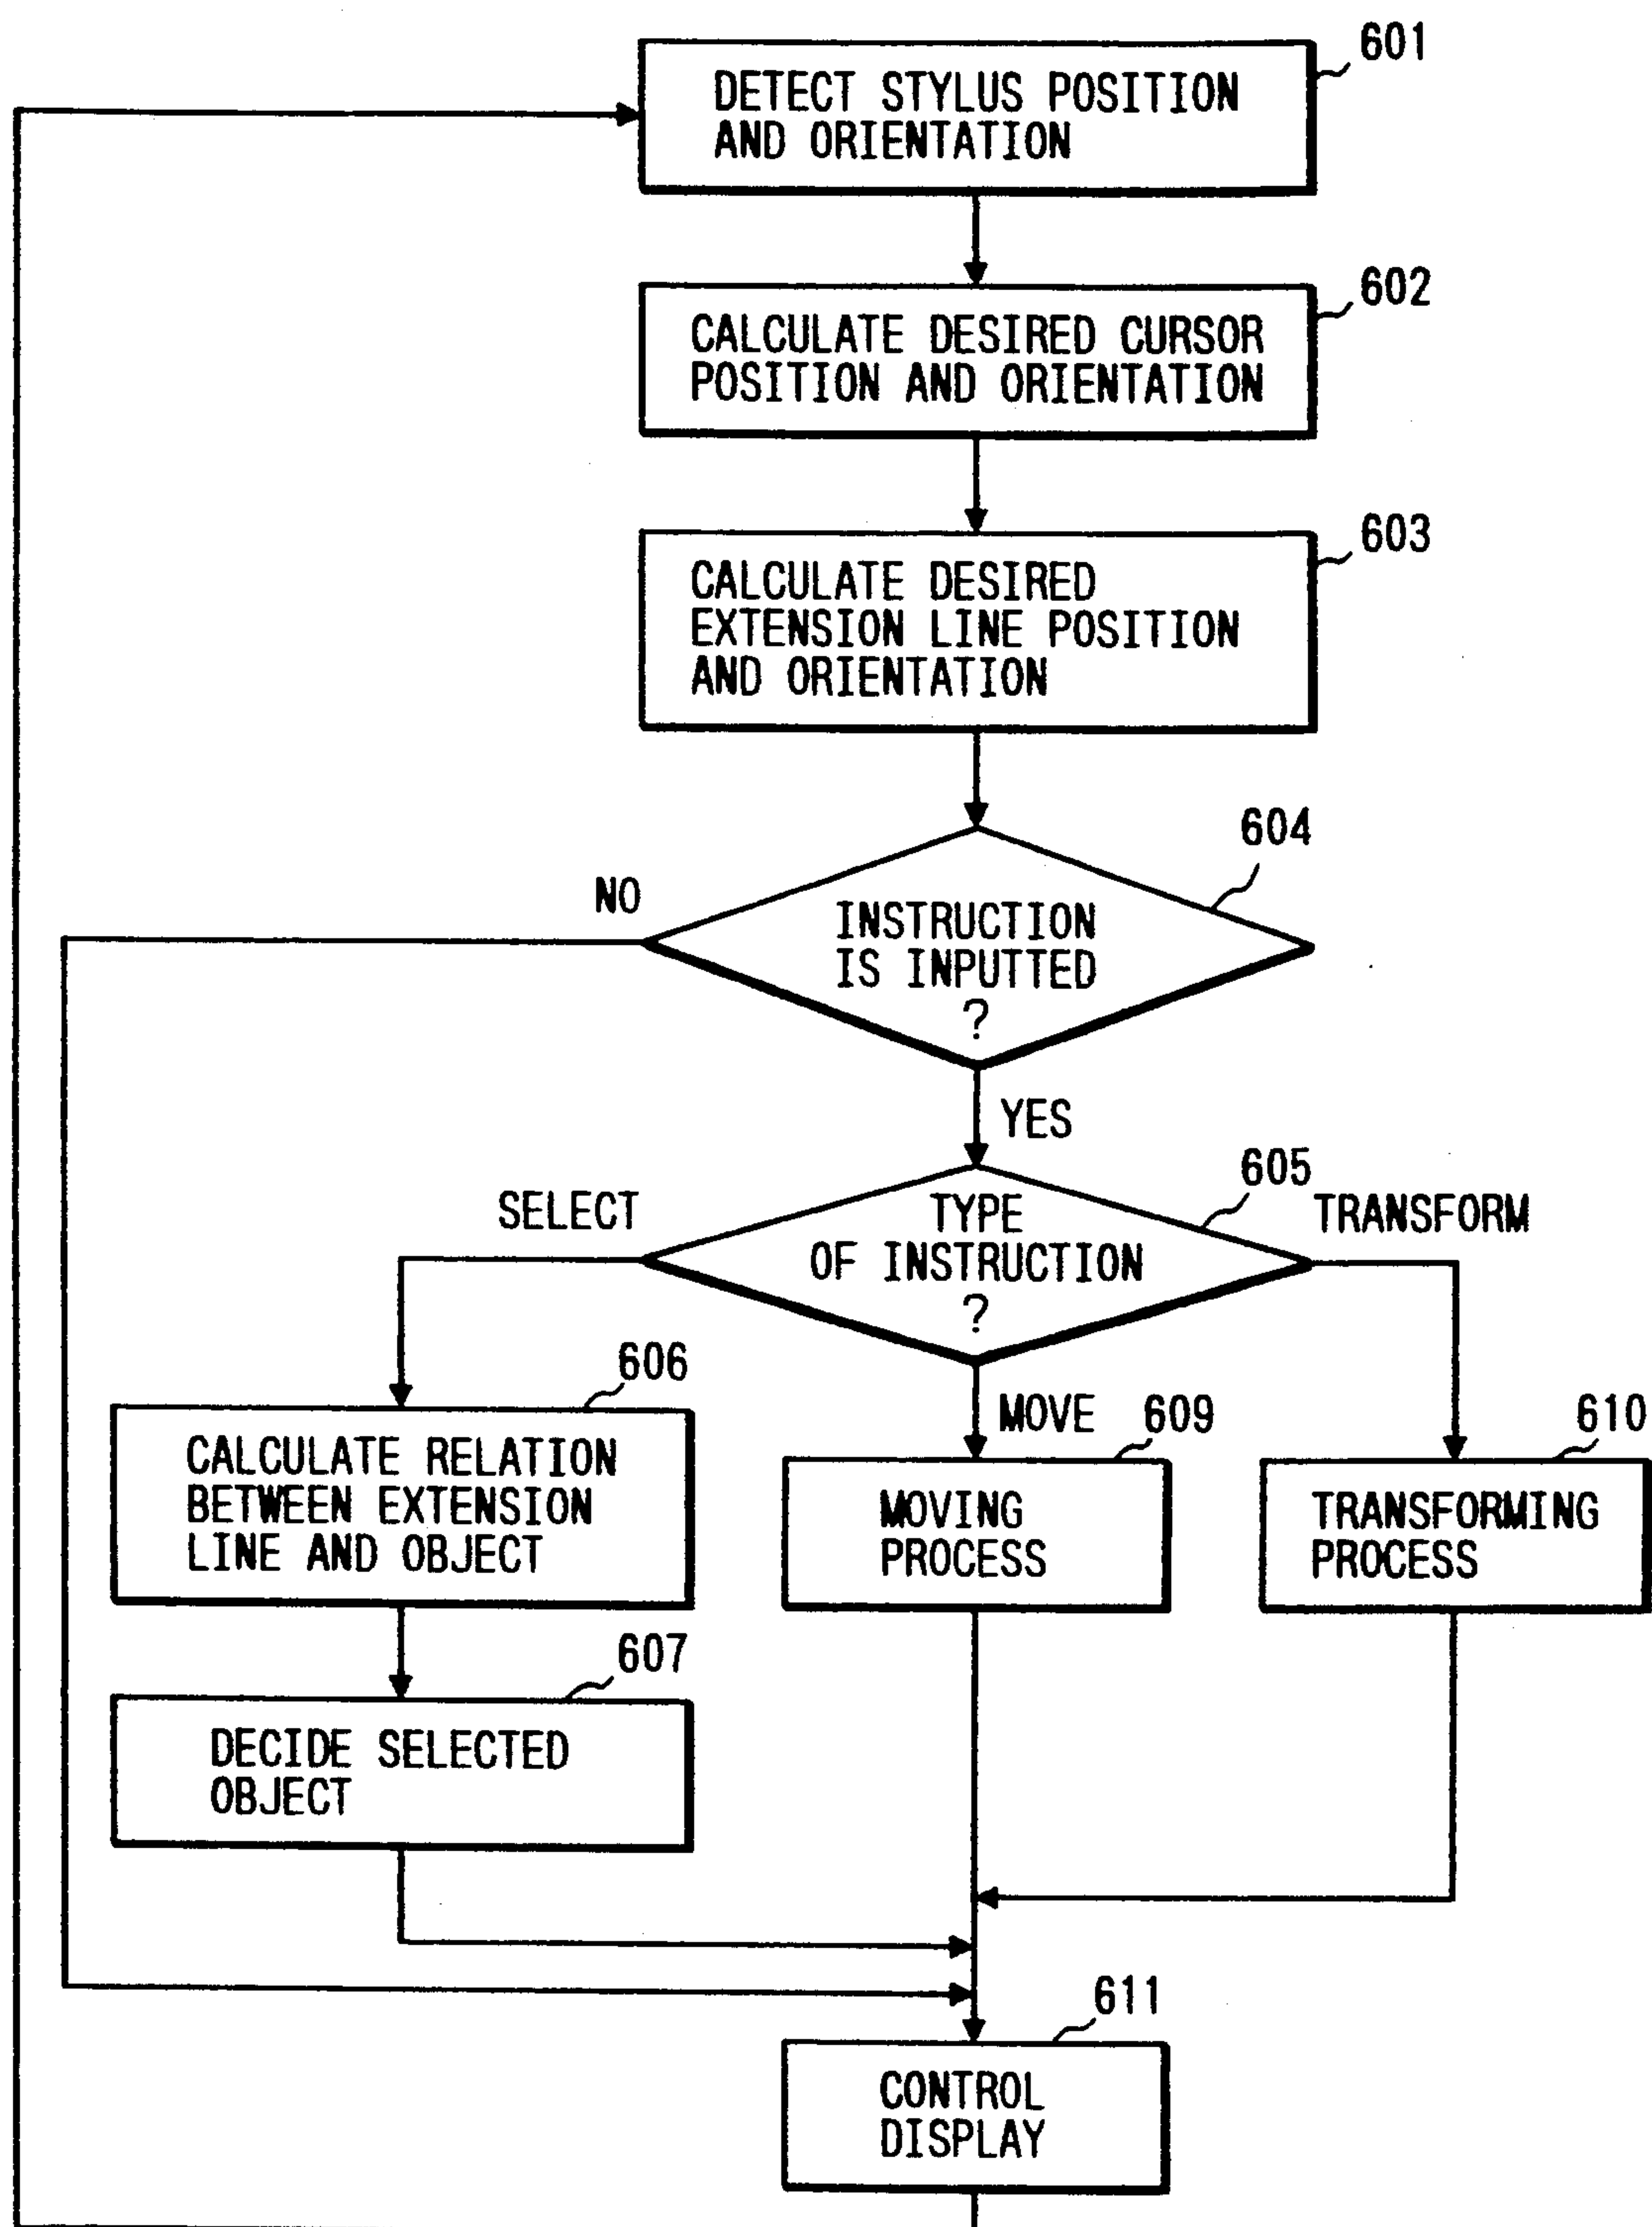 601
DETECT STYLUS POSITION
AND ORIENTATION
602
CALCULATE DESIRED CURSOR
POSITION AND ORIENTATION
603
CALCULATE DESIRED
EXTENSION LINE POSITION
AND ORIENTATION
604
NO
INSTRUCTION
IS INPUTTED
?
YES
605
SELECT
TYPE
OF INSTRUCTION
?
TRANSFORM
606
CALCULATE RELATION
BETWEEN EXTENSION
LINE AND OBJECT
MOVE
609
MOVING
PROCESS
610
TRANSFORMING
PROCESS
607
DECIDE SELECTED
OBJECT
611
CONTROL
DISPLAY